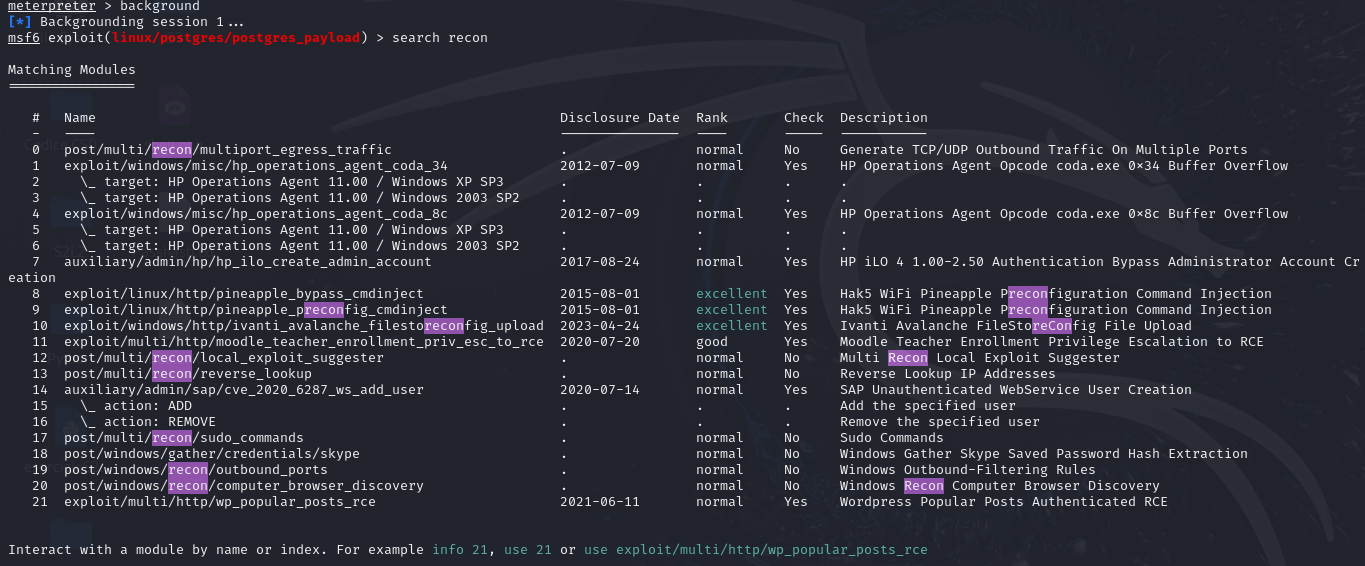 meterpreter > background
[*] Backgrounding session 1...
msf6 exploit(linux/postgres/postgres_payload) > search recon
Matching Modules
================
#   Name                                                          Disclosure Date  Rank       Check  Description
-   ----                                                          ---------------  ----       -----  -----------
0   post/multi/recon/multiport_egress_traffic                     .                normal     No     Generate TCP/UDP Outbound Traffic On Multiple Ports
1   exploit/windows/misc/hp_operations_agent_coda_34              2012-07-09       normal     Yes    HP Operations Agent Opcode coda.exe 0x34 Buffer Overflow
2     \_ target: HP Operations Agent 11.00 / Windows XP SP3       .                .          .      .
3     \_ target: HP Operations Agent 11.00 / Windows 2003 SP2     .                .          .      .
4   exploit/windows/misc/hp_operations_agent_coda_8c              2012-07-09       normal     Yes    HP Operations Agent Opcode coda.exe 0x8c Buffer Overflow
5     \_ target: HP Operations Agent 11.00 / Windows XP SP3       .                .          .      .
6     \_ target: HP Operations Agent 11.00 / Windows 2003 SP2     .                .          .      .
7   auxiliary/admin/hp/hp_ilo_create_admin_account                2017-08-24       normal     Yes    HP iLO 4 1.00-2.50 Authentication Bypass Administrator Account Cr
eation
8   exploit/linux/http/pineapple_bypass_cmdinject                 2015-08-01       excellent  Yes    Hak5 WiFi Pineapple Preconfiguration Command Injection
9   exploit/linux/http/pineapple_preconfig_cmdinject              2015-08-01       excellent  Yes    Hak5 WiFi Pineapple Preconfiguration Command Injection
10  exploit/windows/http/ivanti_avalanche_filestoreconfig_upload  2023-04-24       excellent  Yes    Ivanti Avalanche FileStoreConfig File Upload
11  exploit/multi/http/moodle_teacher_enrollment_priv_esc_to_rce  2020-07-20       good       Yes    Moodle Teacher Enrollment Privilege Escalation to RCE
12  post/multi/recon/local_exploit_suggester                      .                normal     No     Multi Recon Local Exploit Suggester
13  post/multi/recon/reverse_lookup                               .                normal     No     Reverse Lookup IP Addresses
14  auxiliary/admin/sap/cve_2020_6287_ws_add_user                 2020-07-14       normal     Yes    SAP Unauthenticated WebService User Creation
15    \_ action: ADD                                              .                .          .      Add the specified user
16    \_ action: REMOVE                                           .                .          .      Remove the specified user
17  post/multi/recon/sudo_commands                                .                normal     No     Sudo Commands
18  post/windows/gather/credentials/skype                         .                normal     No     Windows Gather Skype Saved Password Hash Extraction
19  post/windows/recon/outbound_ports                             .                normal     No     Windows Outbound-Filtering Rules
20  post/windows/recon/computer_browser_discovery                 .                normal     No     Windows Recon Computer Browser Discovery
21  exploit/multi/http/wp_popular_posts_rce                       2021-06-11       normal     Yes    Wordpress Popular Posts Authenticated RCE
Interact with a module by name or index. For example info 21, use 21 or use exploit/multi/http/wp_popular_posts_rce